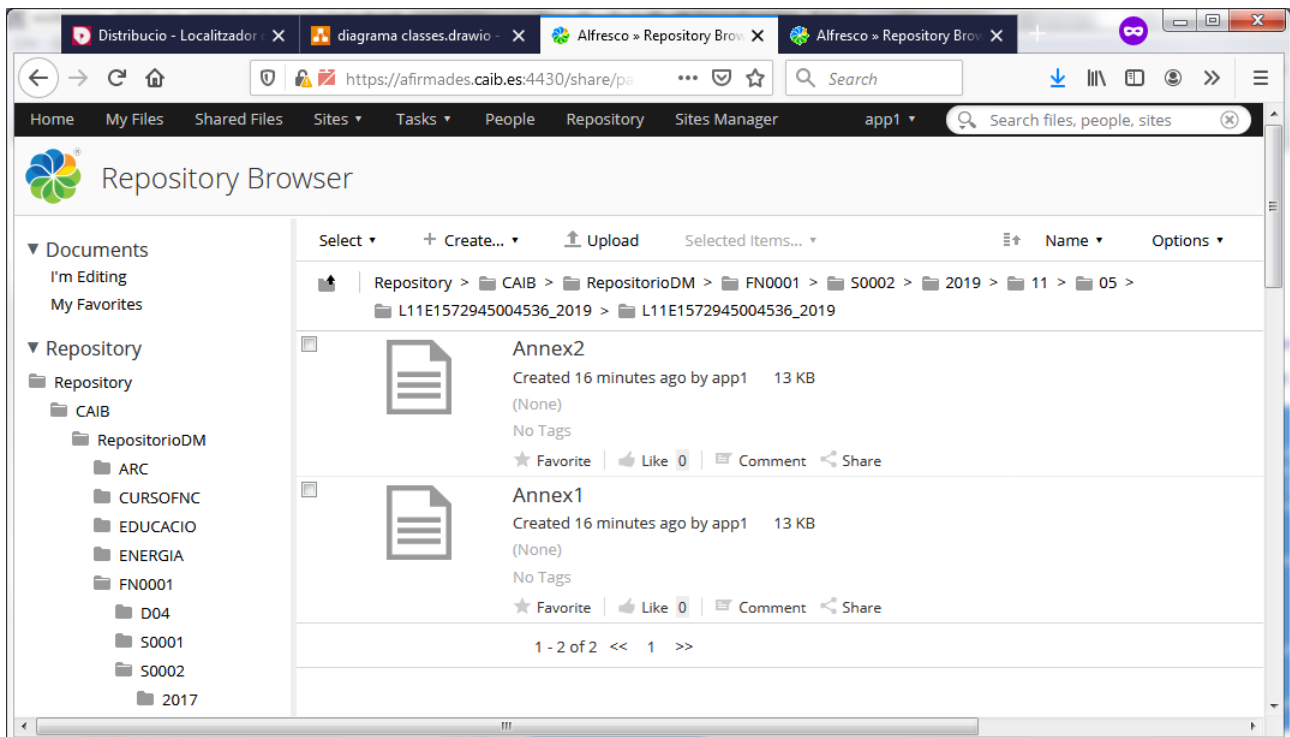 Distribucio - Localitzador
diagrama classes.drawio -
Alfresco » Repository Brow
Alfresco » Repository Brow
https://afirmades.caib.es:4430/share/pa
Search
Home My Files Shared Files Sites Tasks People Repository Sites Manager app1 Search files, people, sites
Repository Browser
Documents
I'm Editing
My Favorites
Repository
Repository
CAIB
RepositorioDM
ARC
CURSOFNC
EDUCACIO
ENERGIA
FN0001
D04
S0001
S0002
2017
Select + Create... Upload Selected Items... Name Options
Repository > CAIB > RepositorioDM > FN0001 > S0002 > 2019 > 11 > 05 >
L11E1572945004536_2019 > L11E1572945004536_2019
Annex2
Created 16 minutes ago by app1 13 KB
(None)
No Tags
Favorite Like 0 Comment Share
Annex1
Created 16 minutes ago by app1 13 KB
(None)
No Tags
Favorite Like 0 Comment Share
1 - 2 of 2 << 1 >>